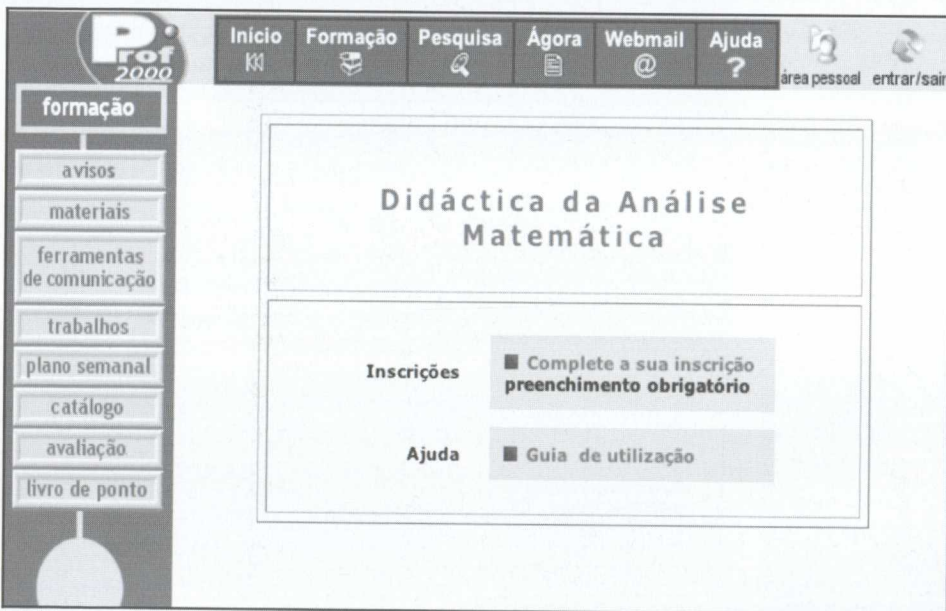 Prof
2000
Início Formação Pesquisa Ágora Webmail Ajuda
área pessoal entrar/sair
formação
avisos
materiais
ferramentas
de comunicação
trabalhos
plano semanal
catálogo
avaliação
livro de ponto
Didáctica da Análise
Matemática
Inscrições
Complete a sua inscrição
preenchimento obrigatório
Ajuda
Guia de utilização